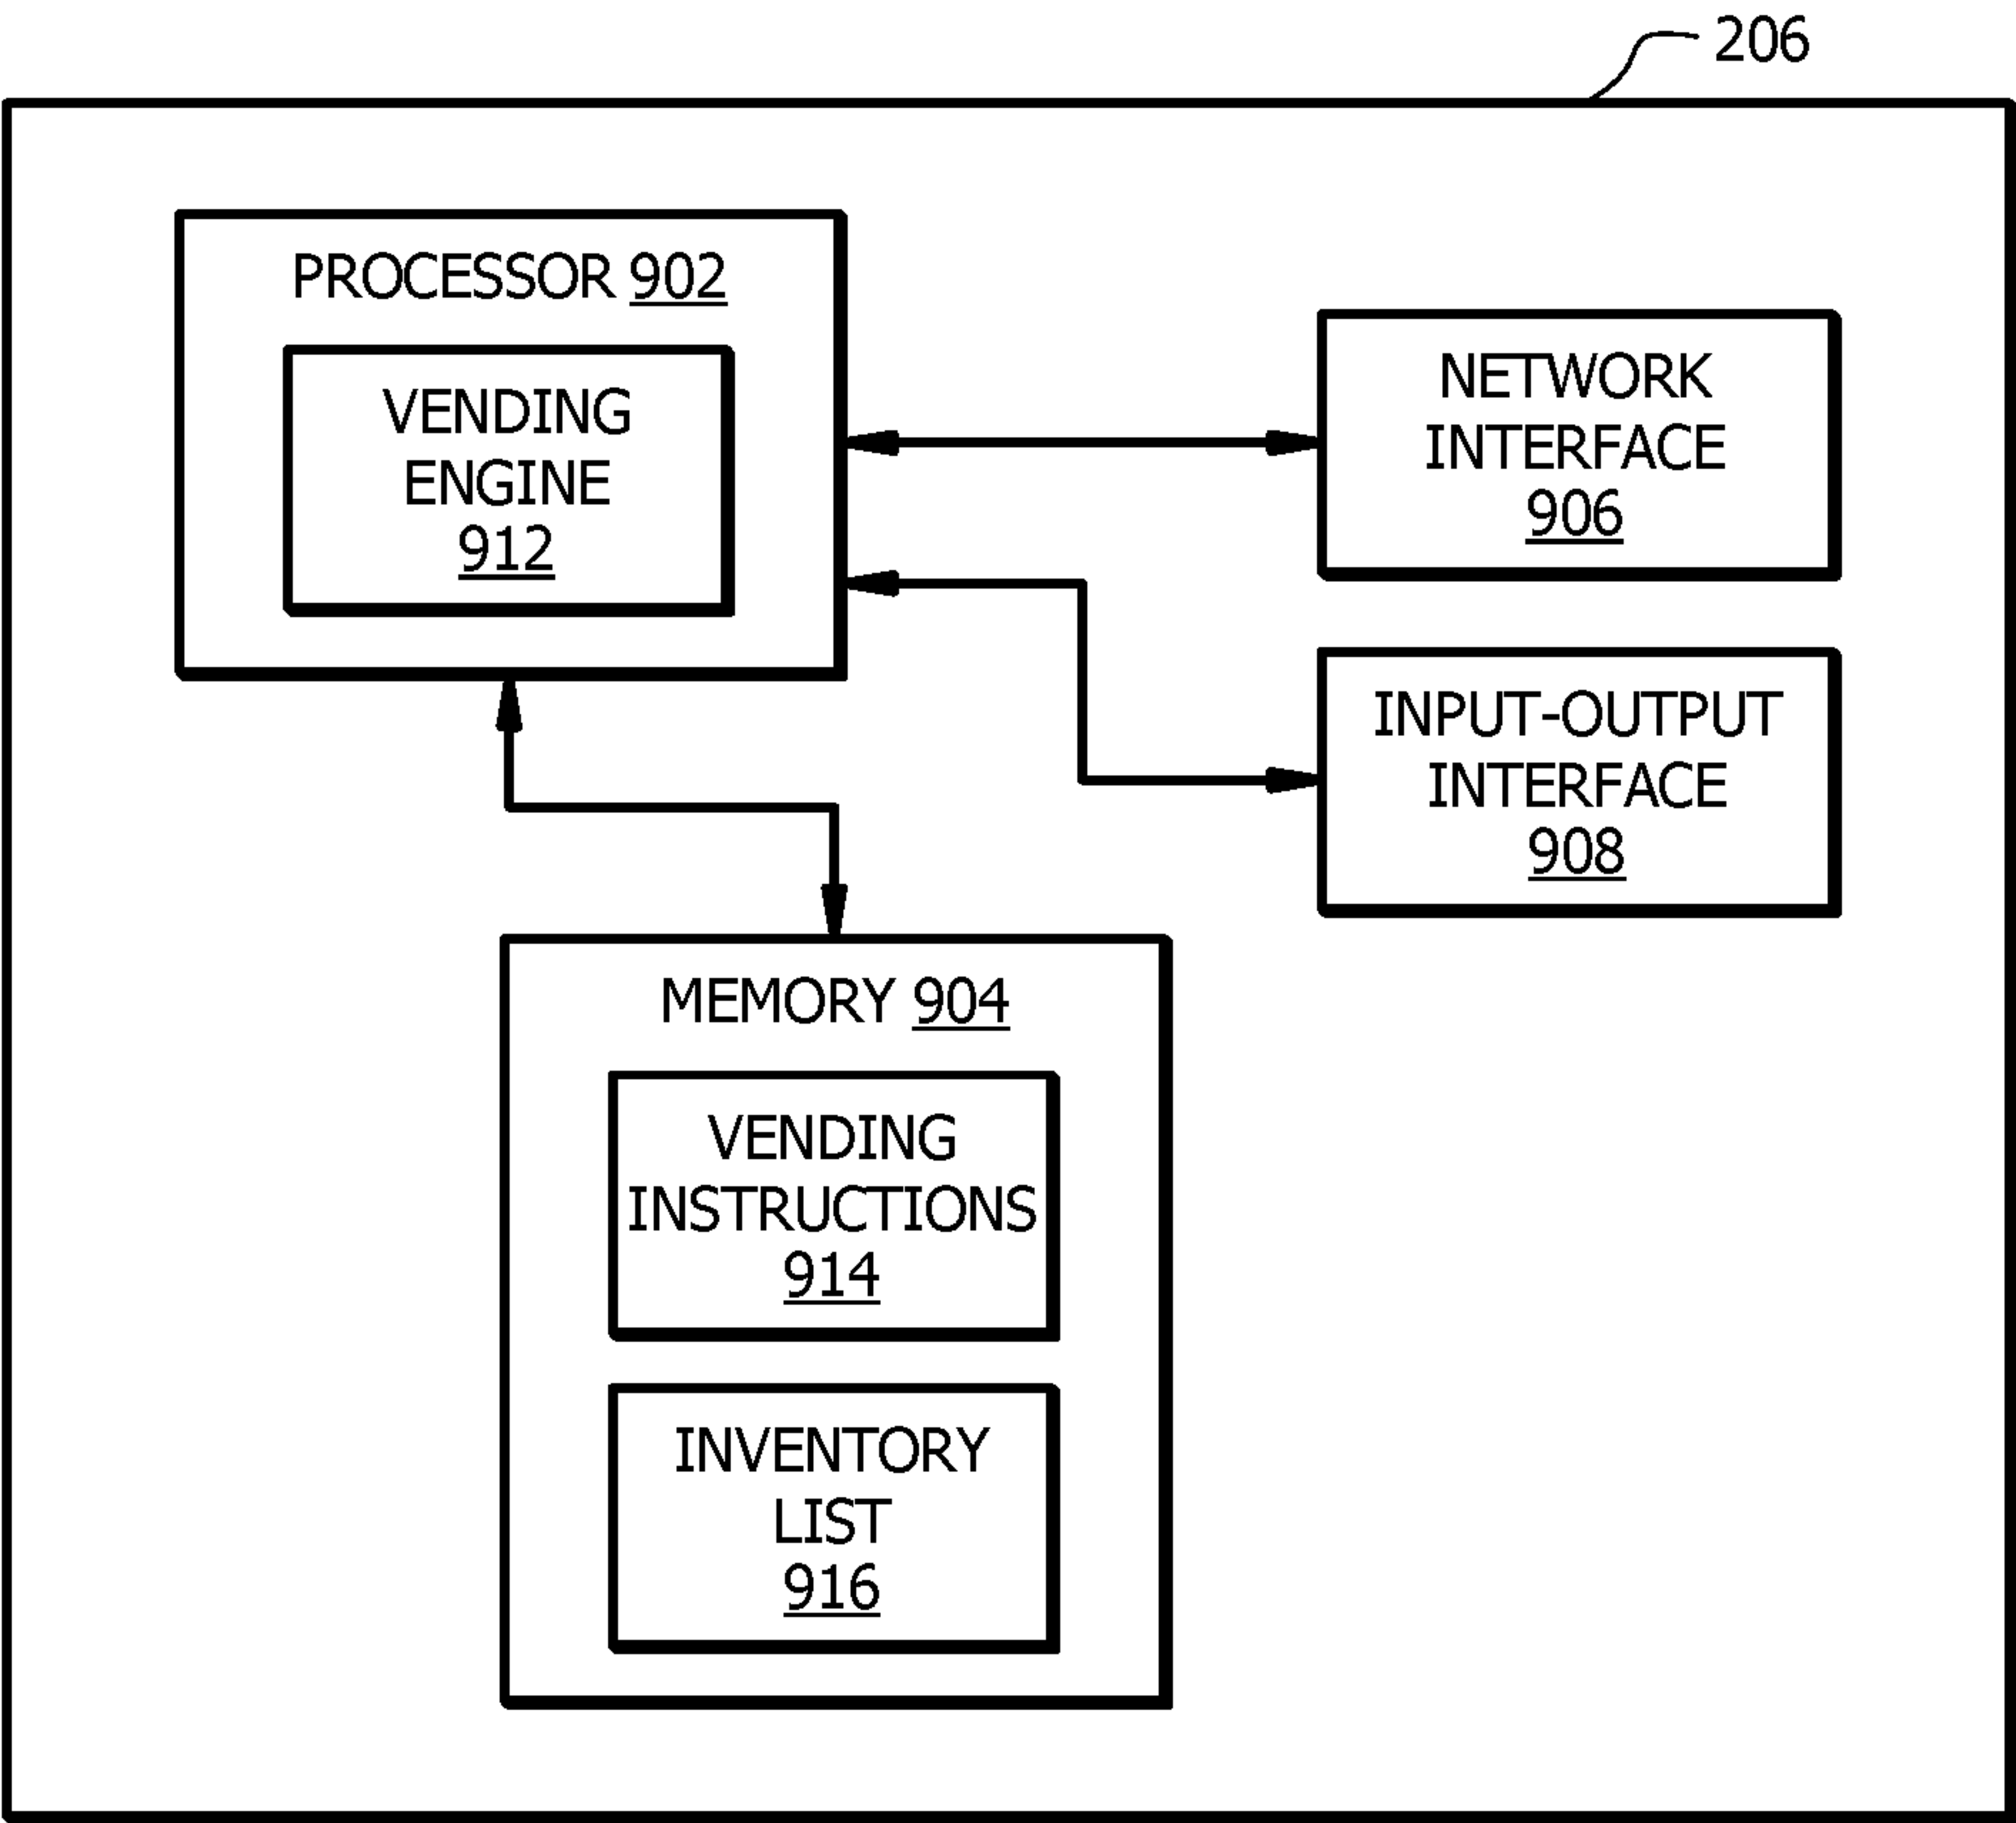 206
PROCESSOR 902
VENDING
ENGINE
912
NETWORK
INTERFACE
906
INPUT-OUTPUT
INTERFACE
908
MEMORY 904
VENDING
INSTRUCTIONS
914
INVENTORY
LIST
916